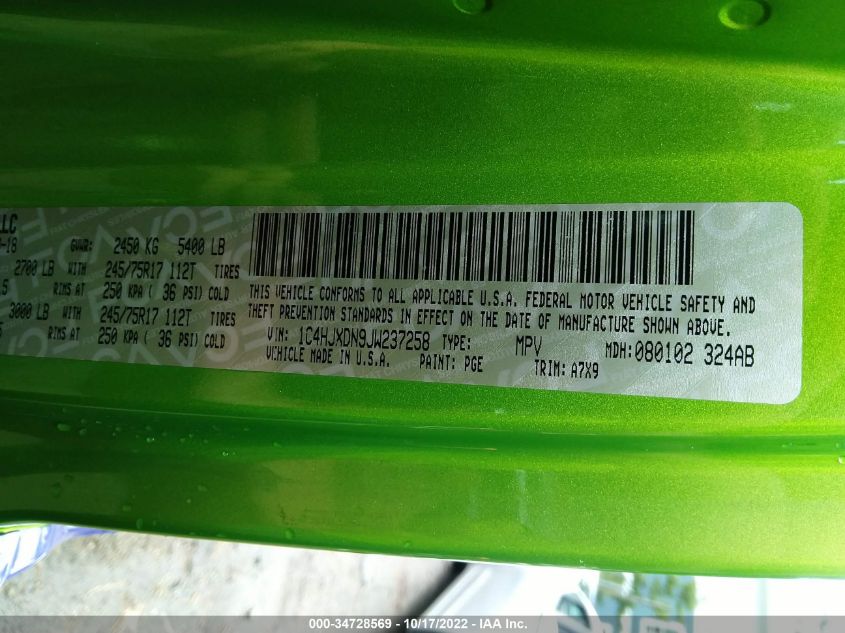 LLC
-18 GVWR: 2450 KG 5400 LB
2700 LB WITH 245/75R17 112T TIRES
5 RIMS AT 250 KPA ( 36 PSI) COLD
3000 LB WITH 245/75R17 112T TIRES
5 RIMS AT 250 KPA ( 36 PSI) COLD
THIS VEHICLE CONFORMS TO ALL APPLICABLE U.S.A. FEDERAL MOTOR VEHICLE SAFETY AND
THEFT PREVENTION STANDARDS IN EFFECT ON THE DATE OF MANUFACTURE SHOWN ABOVE.
VIN: 1C4HJXDN9JW237258 TYPE: MPV MDH:080102 324AB
VEHICLE MADE IN U.S.A. PAINT: PGE TRIM: A7X9
000-34728569 - 10/17/2022 - IAA Inc.